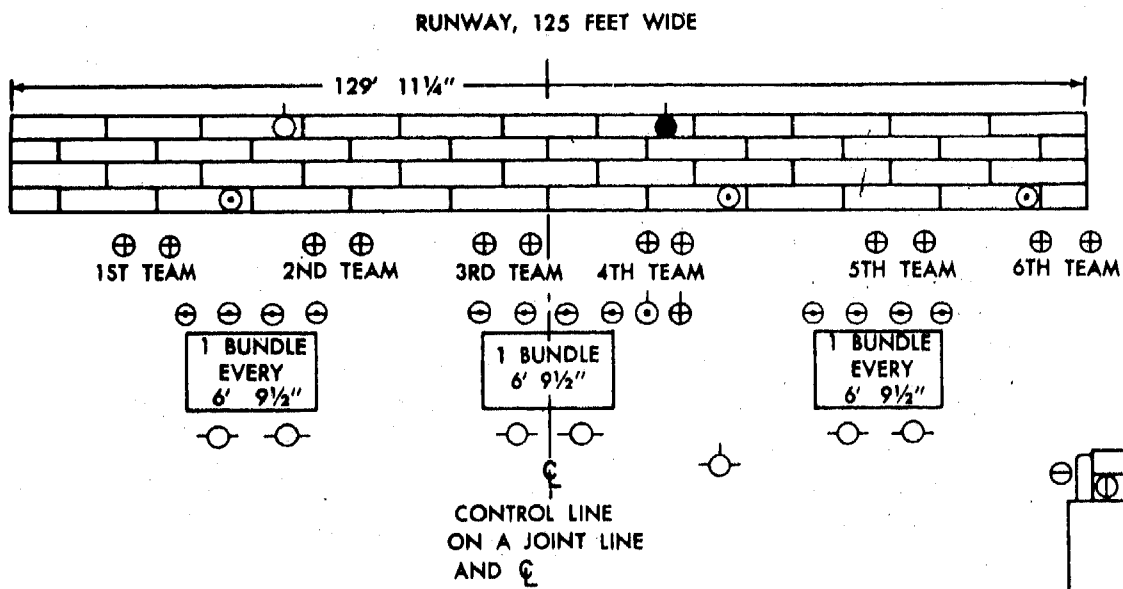 RUNWAY, 125 FEET WIDE
129' 11¼"
1ST TEAM
2ND TEAM
3RD TEAM
4TH TEAM
5TH TEAM
6TH TEAM
1 BUNDLE
EVERY
6' 9½"
1 BUNDLE
6' 9½"
1 BUNDLE
EVERY
6' 9½"
℄
CONTROL LINE
ON A JOINT LINE
AND ℄